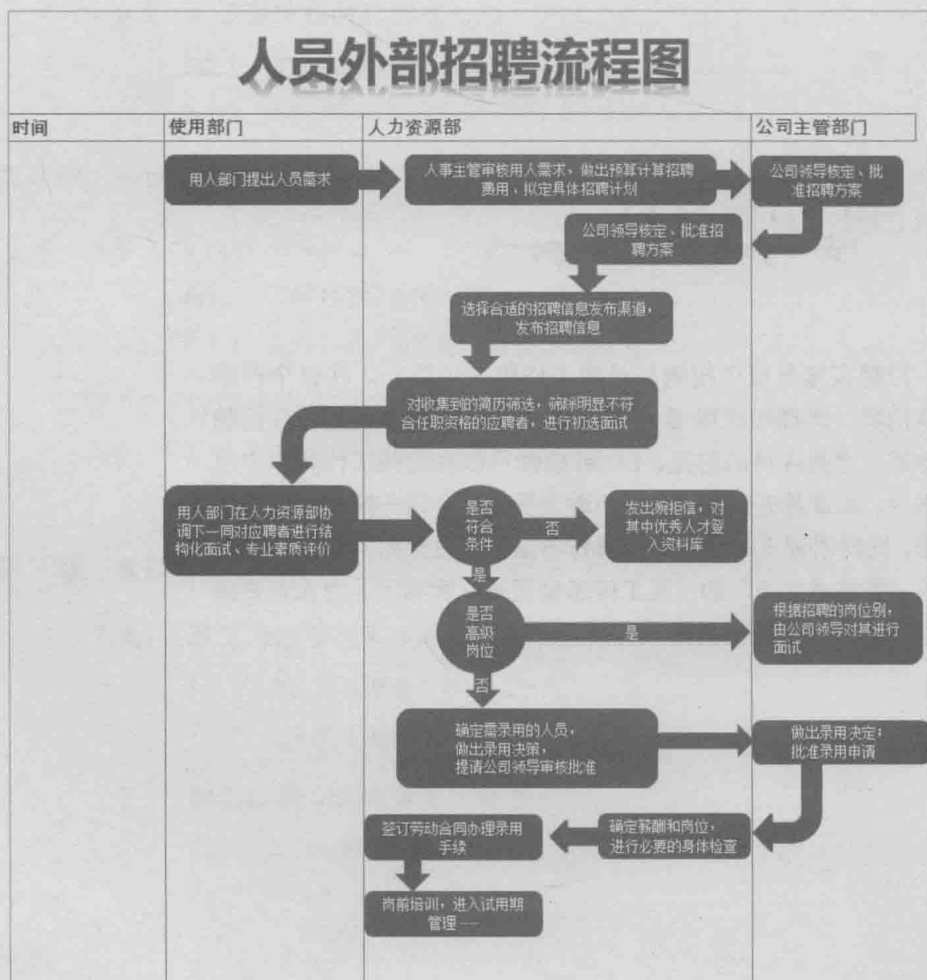 人员外部招聘流程图
时间
使用部门
人力资源部
公司主管部门
用人部门提出人员需求
人事主管审核用人需求，做出预算计算招聘
费用、拟定具体招聘计划
公司领导核定、批
准招聘方案
公司领导核定、批准招
聘方案
选择合适的招聘信息发布渠道，
发布招聘信息
对收集到的简历筛选，筛除明显不符
合任职资格的应聘者，进行初选面试
用人部门在人力资源部协
调下一同对应聘者进行结
构化面试、专业素质评价
是否
符合
条件
否
发出婉拒信，对
其中优秀人才登
入资料库
是
是否
高级
岗位
是
根据招聘的岗位别，
由公司领导对其进行
面试
否
确定需录用的人员，
做出录用决策，
提请公司领导审核批准
做出录用决定；
批准录用申请
签订劳动合同办理录用
手续
确定薪酬和岗位，
进行必要的身体检查
岗前培训，进入试用期
管理——